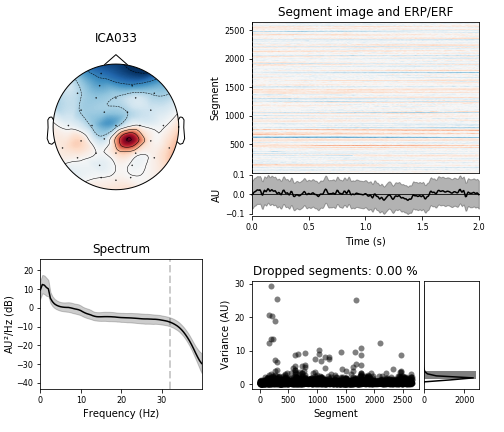 ICA033
Segment image and ERP/ERF
2500
2000
1500
1000
500
Segment
0.1
0.0
−0.1
AU
0.0 0.5 1.0 1.5 2.0
Time (s)
Spectrum
20
10
0
−10
−20
−30
−40
AU²/Hz (dB)
0 10 20 30
Frequency (Hz)
Dropped segments: 0.00 %
30
20
10
0
Variance (AU)
0 500 1000 1500 2000 2500
Segment
0 2000